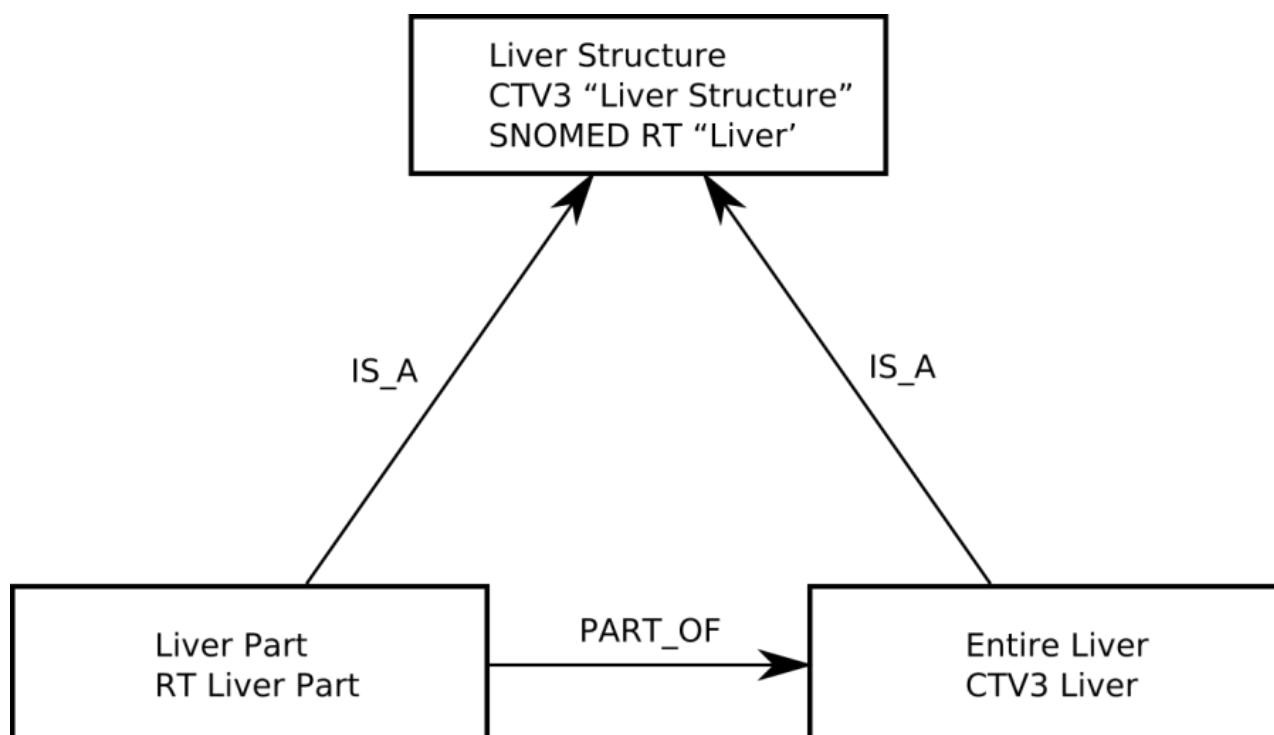 Liver Structure
CTV3 “Liver Structure”
SNOMED RT “Liver’
IS_A
IS_A
PART_OF
Liver Part
RT Liver Part
Entire Liver
CTV3 Liver